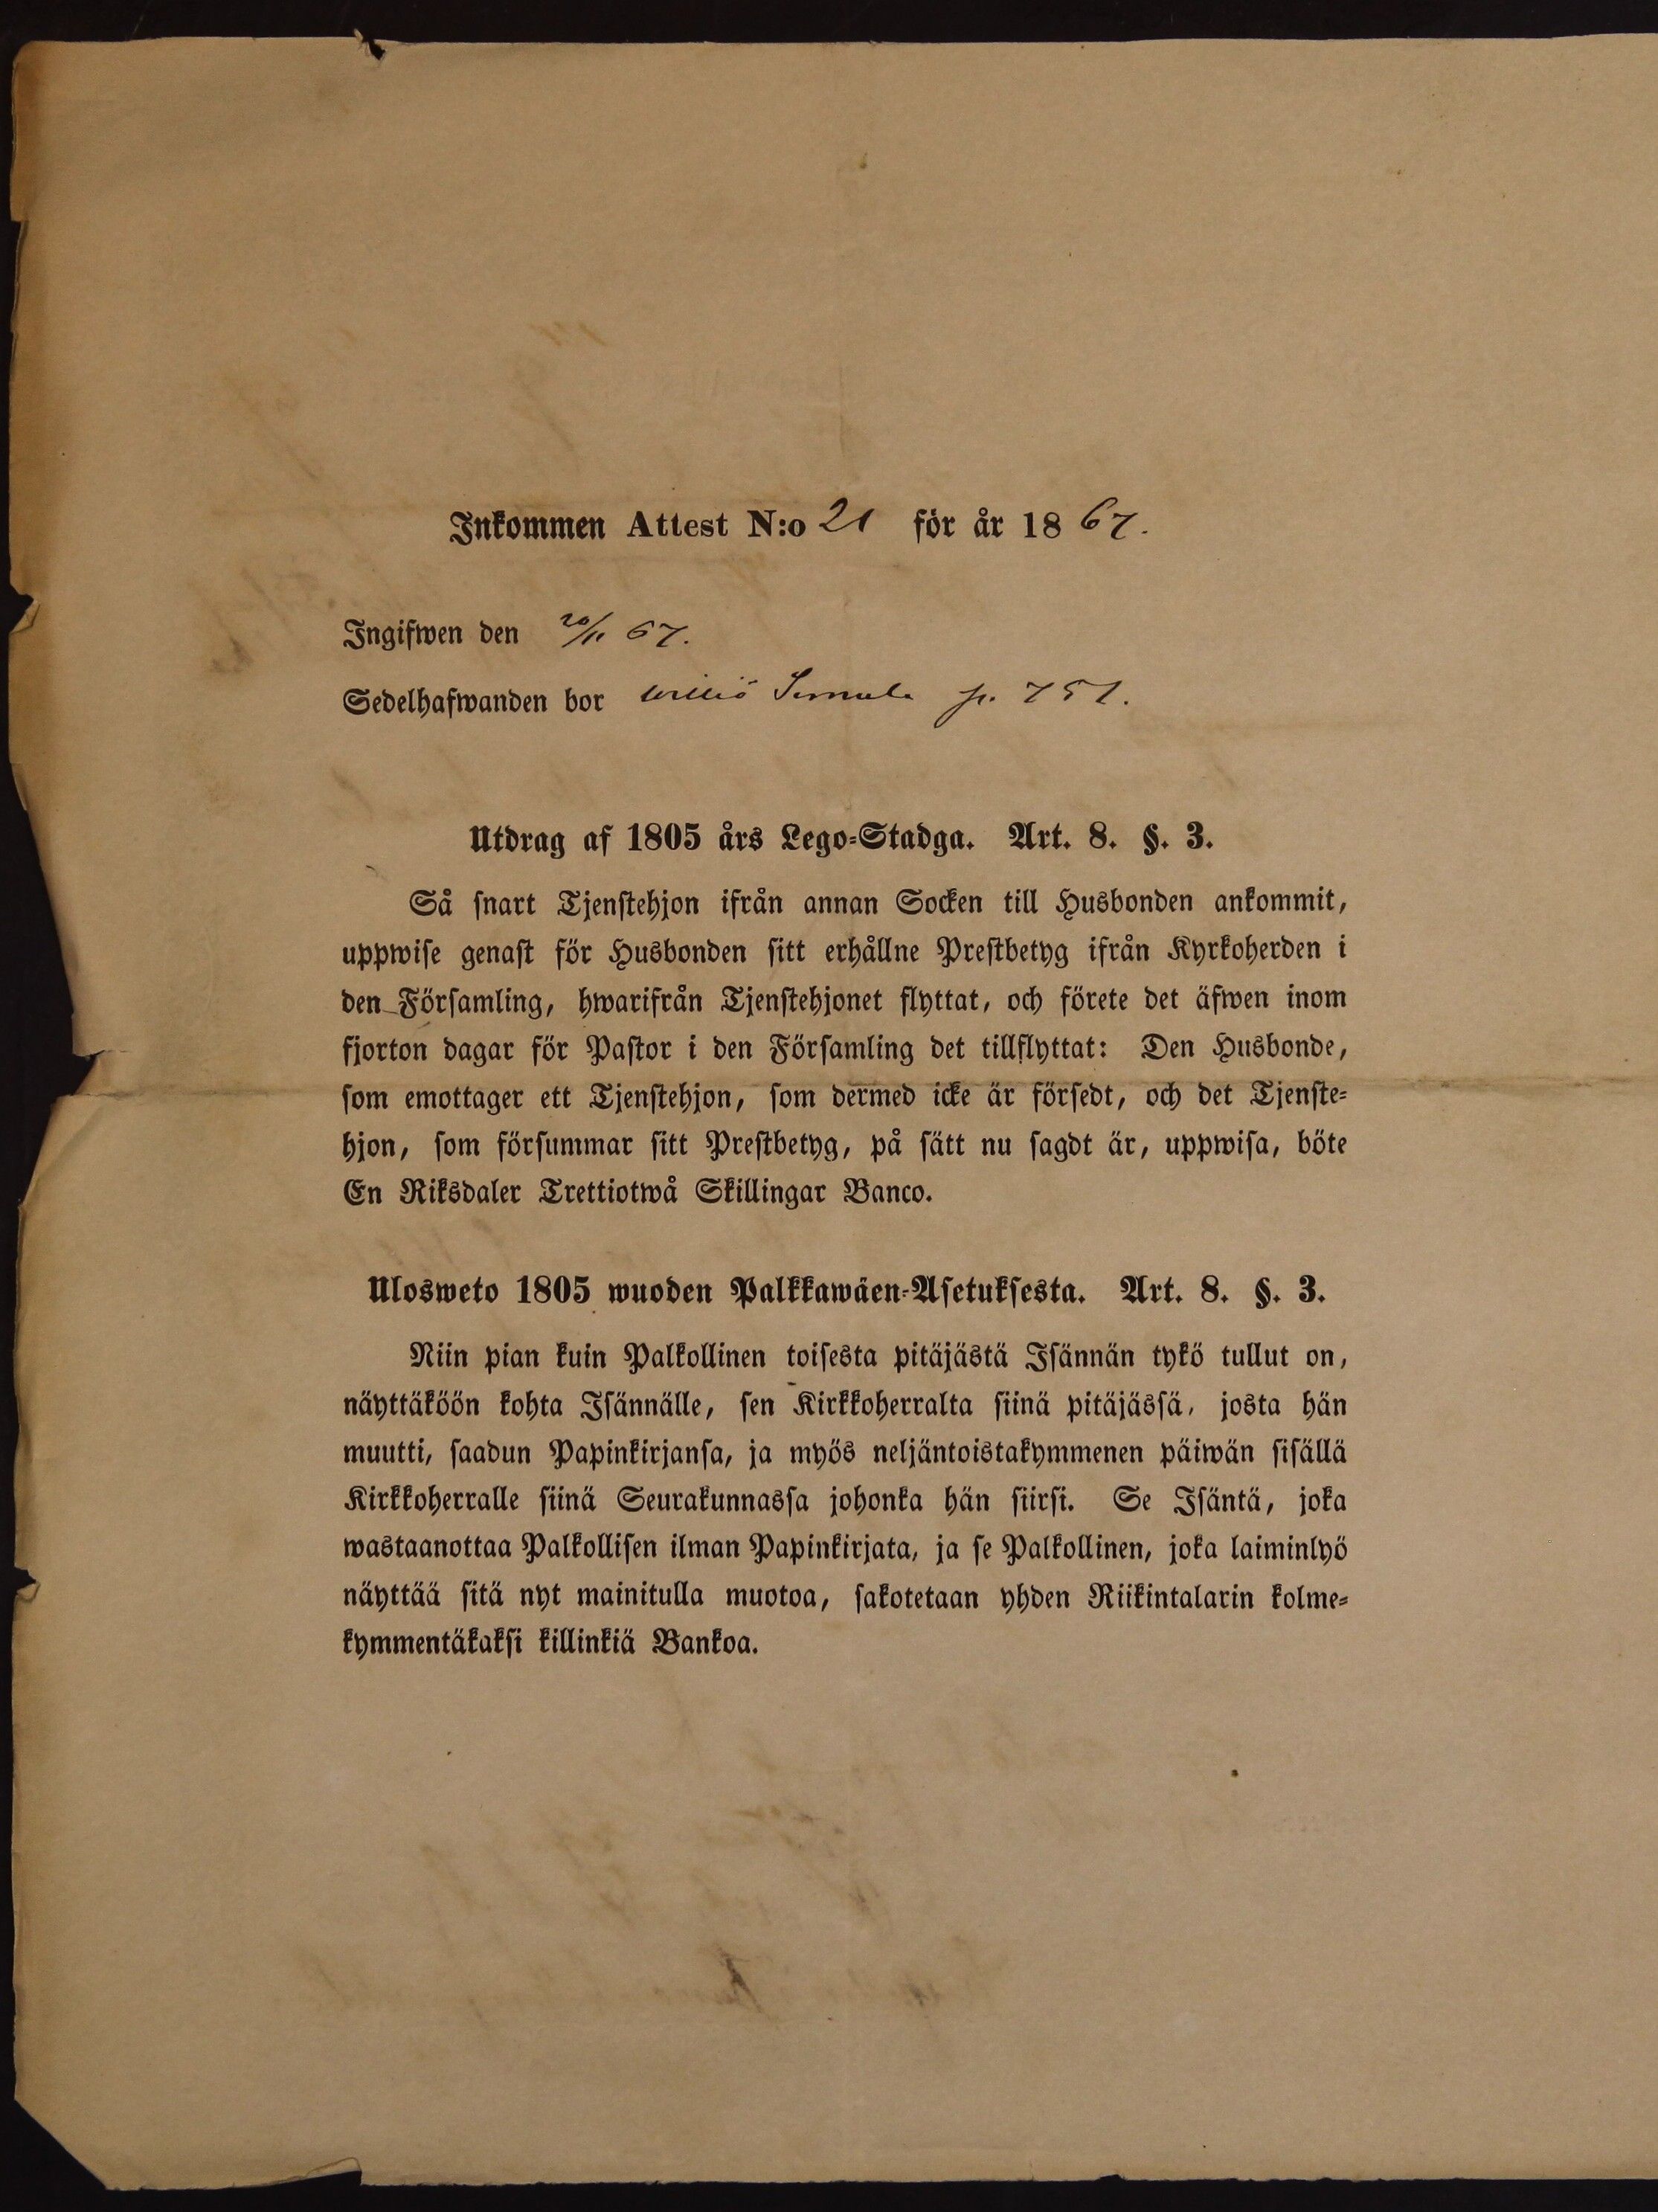 Inkommen Attest N:o 21 för år 1867.
Ingifwen den 20/11 67.
Sedelhafwanden bor p. 751.
Utdrag af 1805 års Lego-Stadga. Art. 8. §. 3.
Så snart Tjenstehjon ifrån annan Socken till Husbonden ankommit,
uppwise genast för Husbonden sitt erhållne Prestbetyg ifrån Kyrkoherden i
den Församling, hwarifrån Tjenstehjonet flyttat, och förete det äfwen inom
fjorton dagar för Pastor i den Församling det tillflyttat: Den Husbonde,
som emottager ett Tjenstehjon, som dermed icke är försedt, och det Tjenste-
hjon, som försummar sitt Prestbetyg, på sätt nu sagdt är, uppwisa, böte
En Riksdaler Trettiotwå Skillingar Banco.
Ulosweto 1805 wuoden Palkkawäen-Asetuksesta. Art. 8. §. 3.
Niin pian kuin Palkollinen toisesta pitäjästä Isännän tykö tullut on,
näyttäköön kohta Isännälle, sen Kirkkoherralta siinä pitäjässä, josta hän
muutti, saadun Papinkirjansa, ja myös neljäntoistakymmenen päiwän sisällä
Kirkkoherralle siinä Seurakunnassa johonka hän siirsi. Se Isäntä, joka
wastaanottaa Palkollisen ilman Papinkirjata, ja se Palkollinen, joka laiminlyö
näyttää sitä nyt mainitulla muotoa, sakotetaan yhden Riikintalarin kolme-
kymmentäkaksi killinkiä Bankoa.